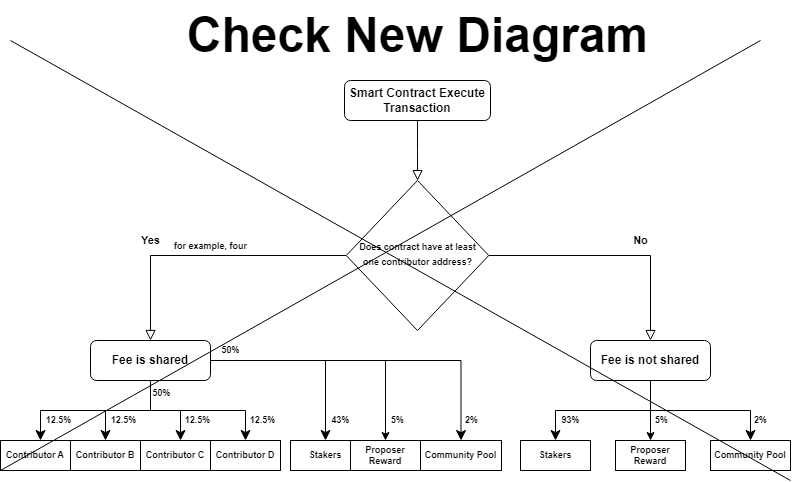 Check New Diagram
Smart Contract Execute
Transaction
Does contract have at least
one contributor address?
Yes
for example, four
No
Fee is shared
50%
50%
Fee is not shared
12.5%
12.5%
12.5%
12.5%
43%
5%
2%
93%
5%
2%
Contributor A
Contributor B
Contributor C
Contributor D
Stakers
Proposer
Reward
Community Pool
Stakers
Proposer
Reward
Community Pool